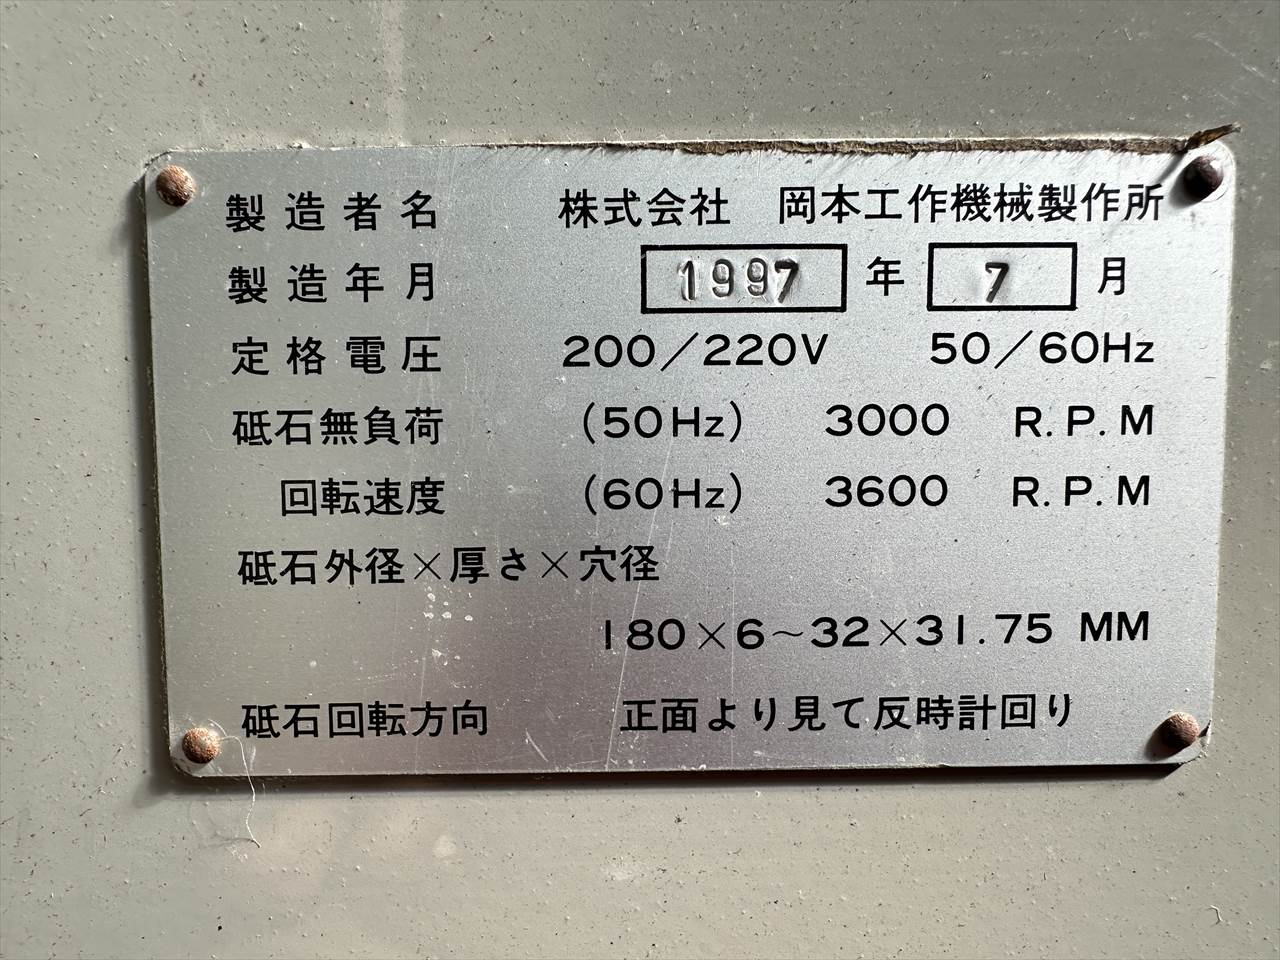 製造者名 株式会社 岡本工作機械製作所
製造年月 1997 年 7 月
定格電圧 200/220V 50/60Hz
砥石無負荷 (50Hz) 3000 R.P.M
回転速度 (60Hz) 3600 R.P.M
砥石外径×厚さ×穴径
180×6~32×31.75 MM
砥石回転方向 正面より見て反時計回り